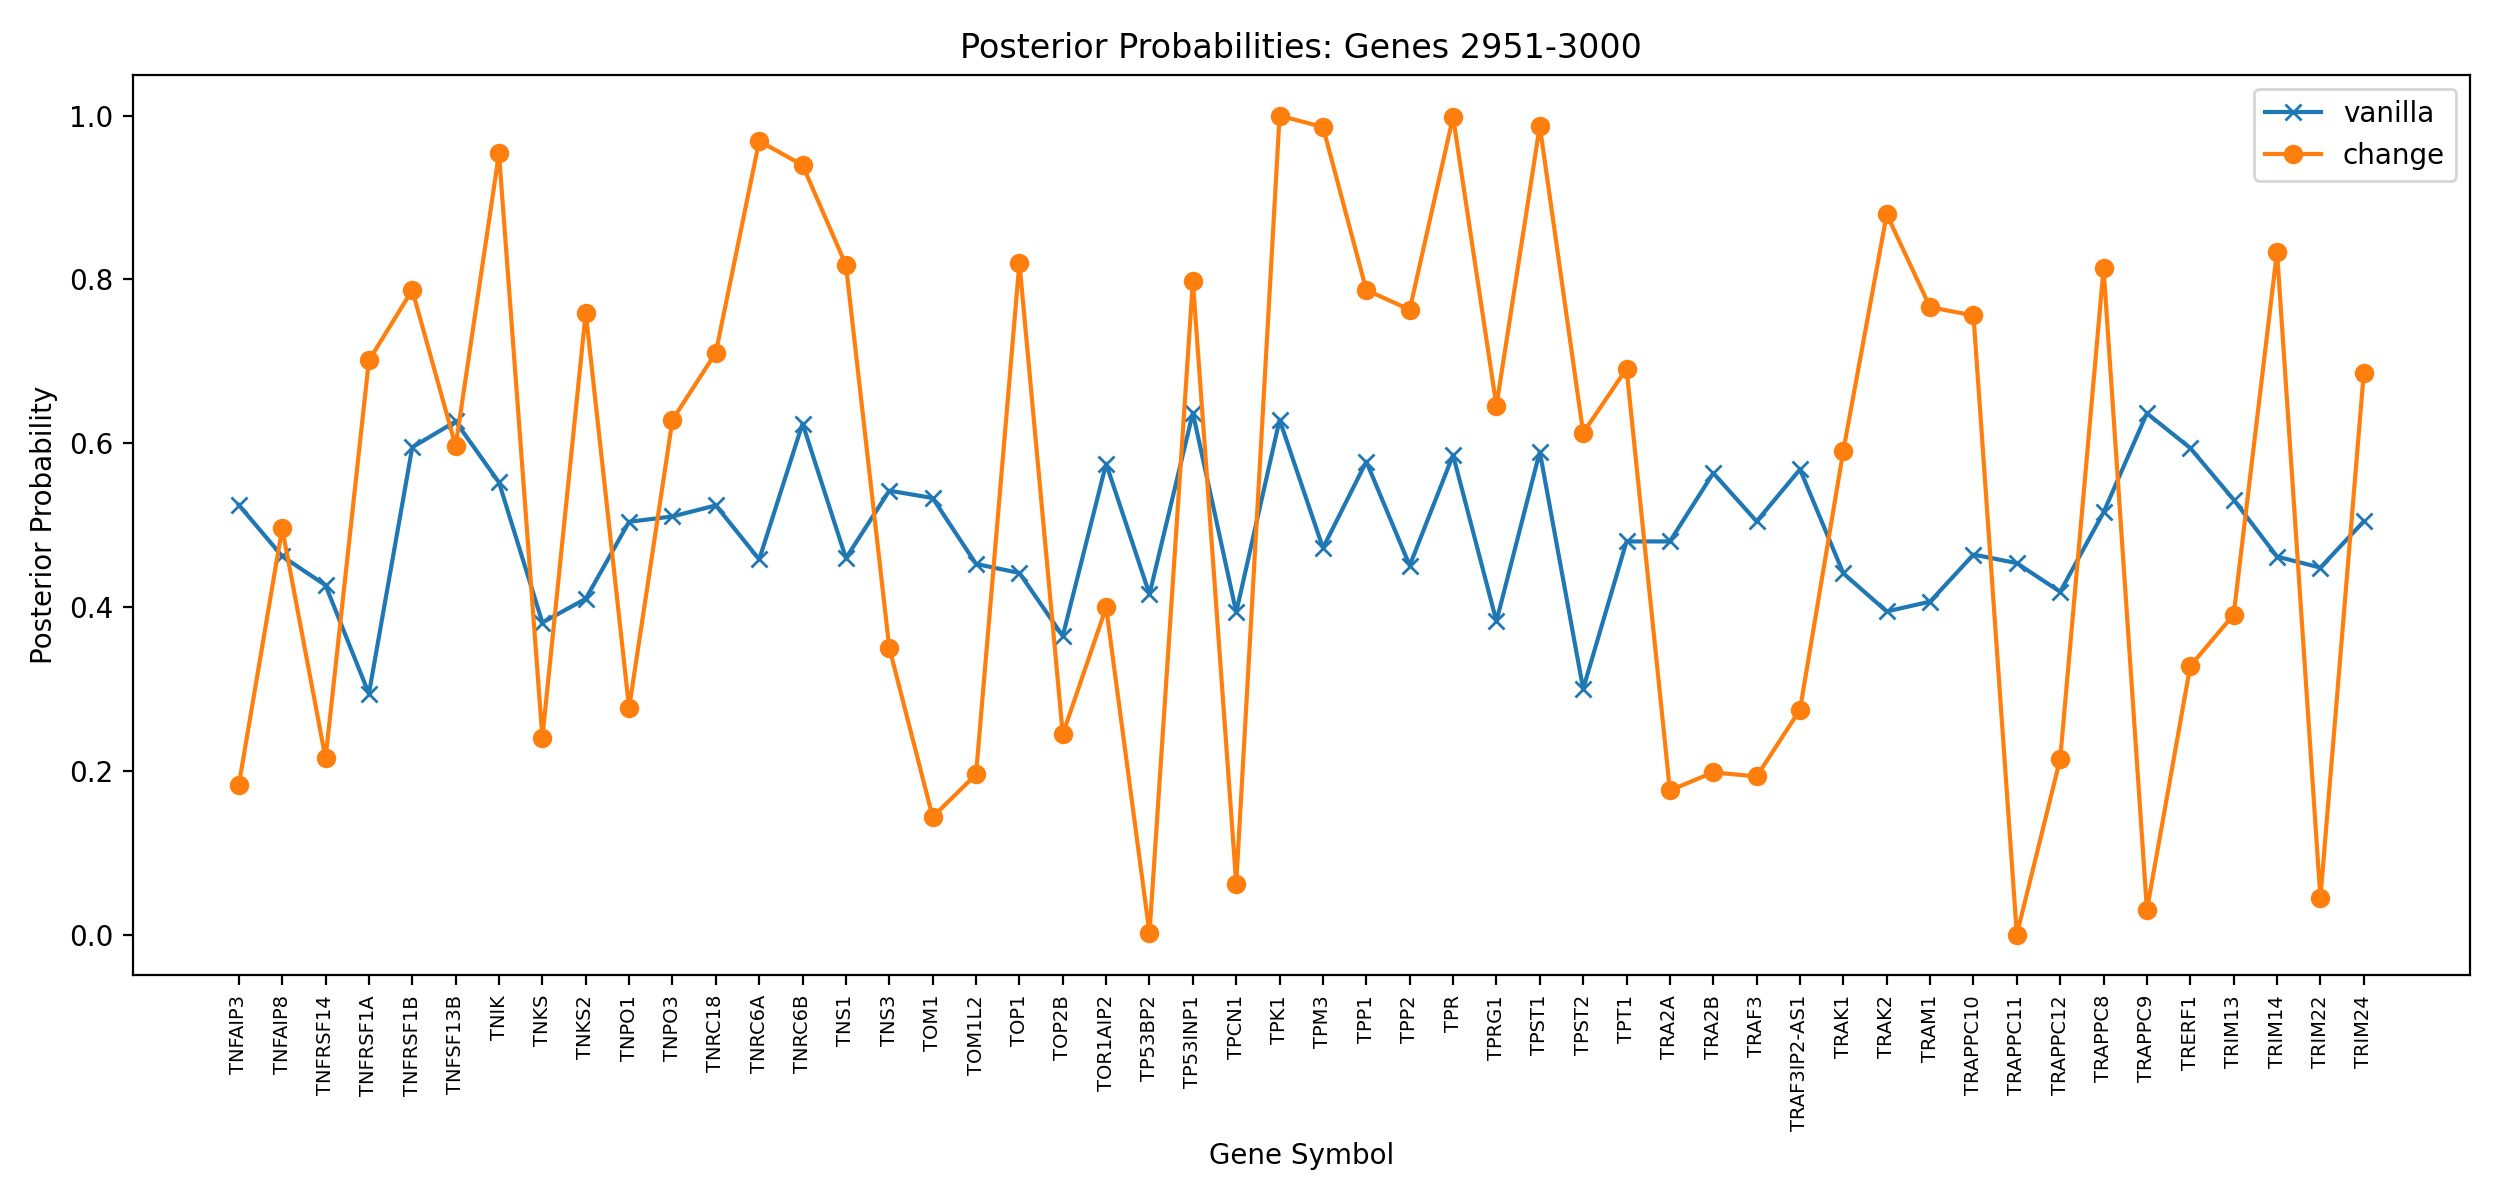 Posterior Probabilities: Genes 2951-3000
vanilla
change
Posterior Probability
1.0
0.8
0.6
0.4
0.2
0.0
TNFAIP3
TNFAIP8
TNFRSF14
TNFRSF1A
TNFRSF1B
TNFSF13B
TNIK
TNKS
TNKS2
TNPO1
TNPO3
TNRC18
TNRC6A
TNRC6B
TNS1
TNS3
TOM1
TOM1L2
TOP1
TOP2B
TOR1AIP2
TP53BP2
TP53INP1
TPCN1
TPK1
TPM3
TPP1
TPP2
TPR
TPRG1
TPST1
TPST2
TPT1
TRA2A
TRA2B
TRAF3
TRAF3IP2-AS1
TRAK1
TRAK2
TRAM1
TRAPPC10
TRAPPC11
TRAPPC12
TRAPPC8
TRAPPC9
TRERF1
TRIM13
TRIM14
TRIM22
TRIM24
Gene Symbol